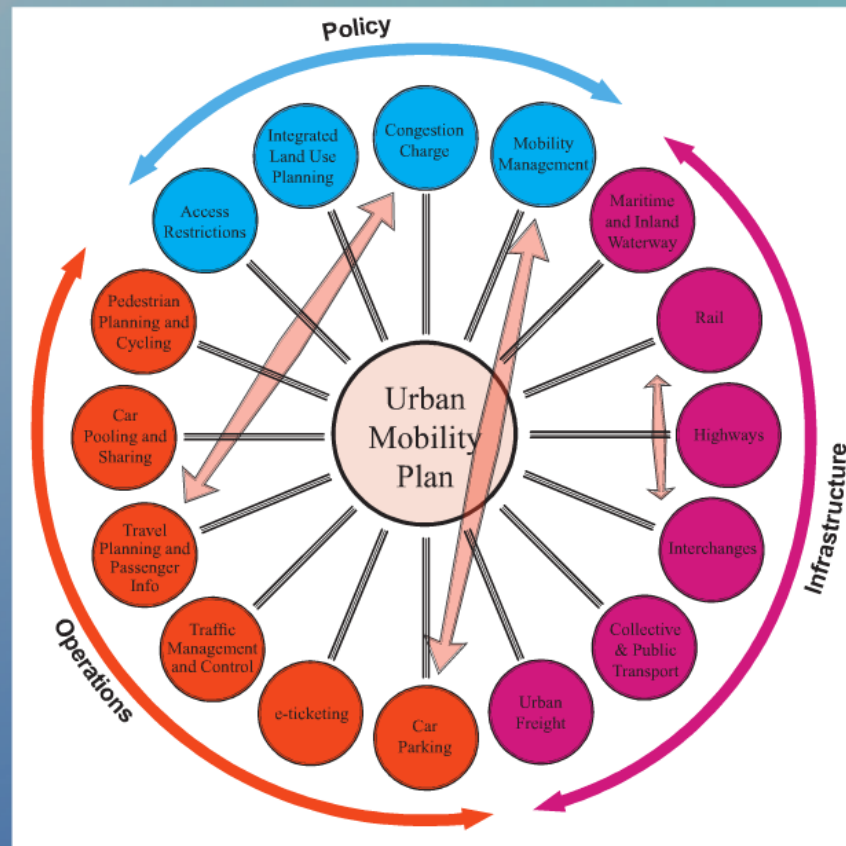 Policy
Integrated
Land Use
Planning
Congestion
Charge
Mobility
Management
Access
Restrictions
Maritime
and Inland
Waterway
Pedestrian
Planning and
Cycling
Rail
Car
Pooling and
Sharing
Urban
Mobility
Plan
Highways
Travel
Planning and
Passenger
Info
Interchanges
Infrastructure
Operations
Traffic
Management
and Control
Collective
& Public
Transport
e-ticketing
Car
Parking
Urban
Freight